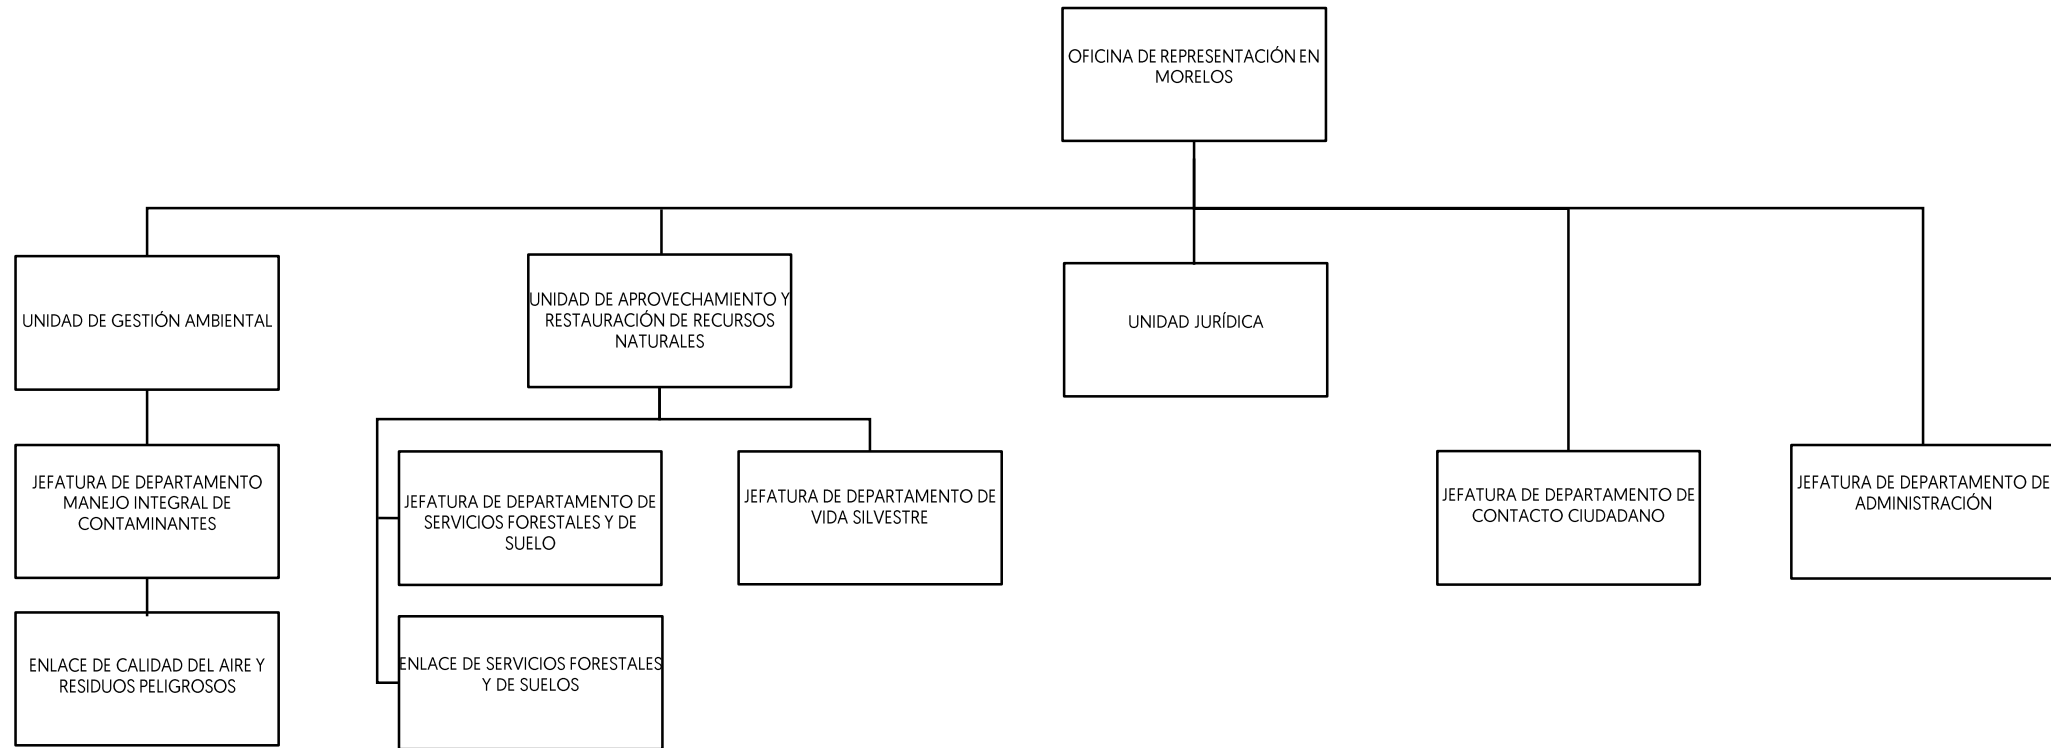 OFICINA DE REPRESENTACIÓN EN
MORELOS
UNIDAD DE GESTIÓN AMBIENTAL
UNIDAD DE APROVECHAMIENTO Y
RESTAURACIÓN DE RECURSOS
NATURALES
UNIDAD JURÍDICA
JEFATURA DE DEPARTAMENTO
MANEJO INTEGRAL DE
CONTAMINANTES
JEFATURA DE DEPARTAMENTO DE
SERVICIOS FORESTALES Y DE
SUELO
JEFATURA DE DEPARTAMENTO DE
VIDA SILVESTRE
JEFATURA DE DEPARTAMENTO DE
CONTACTO CIUDADANO
JEFATURA DE DEPARTAMENTO DE
ADMINISTRACIÓN
ENLACE DE CALIDAD DEL AIRE Y
RESIDUOS PELIGROSOS
ENLACE DE SERVICIOS FORESTALES
Y DE SUELOS